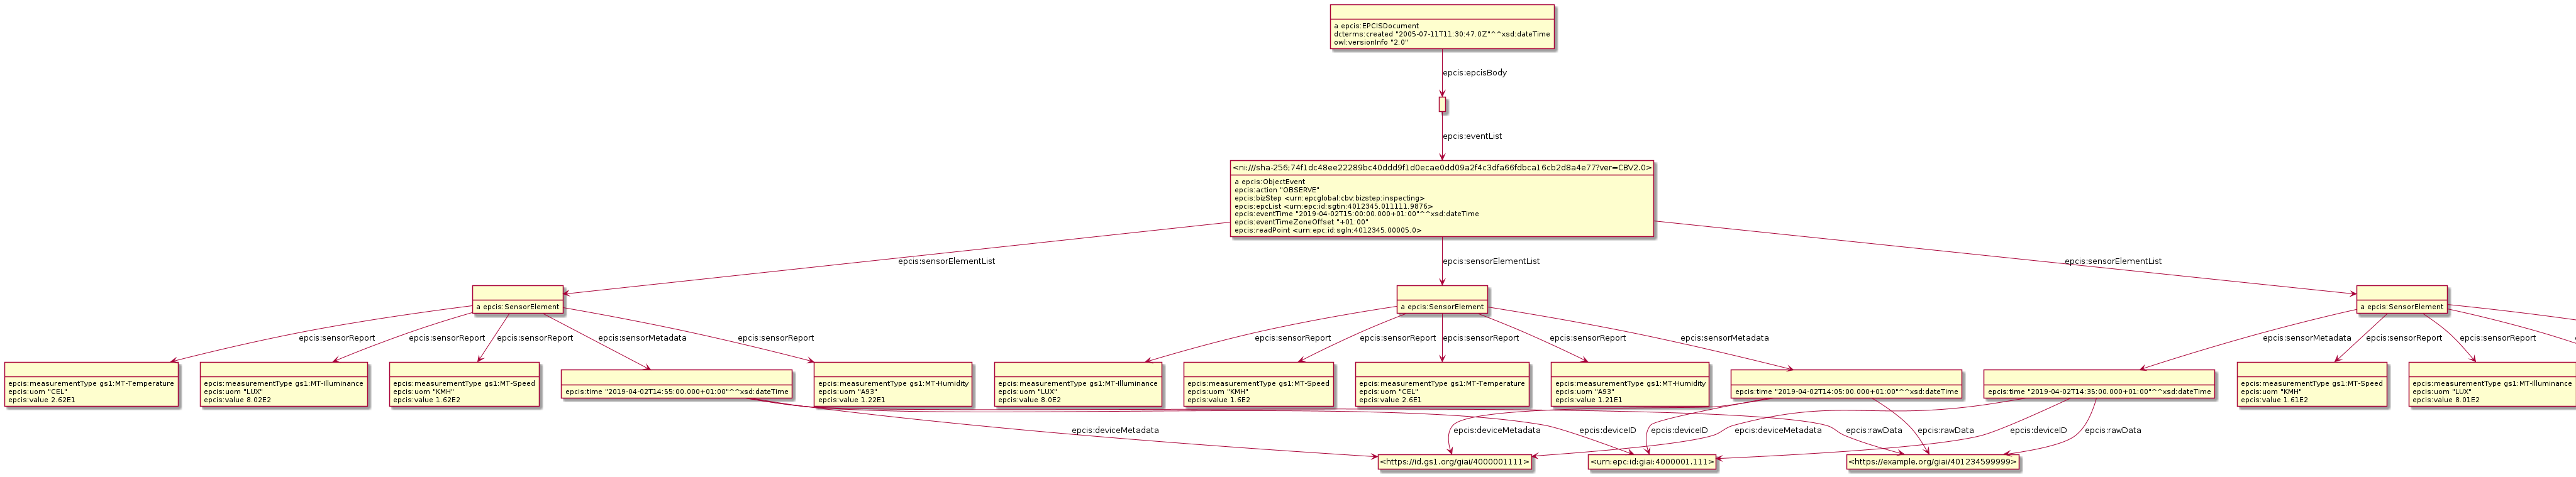 a epcis:EPCISDocument
dcterms:created "2005-07-11T11:30:47.0Z"^^xsd:dateTime
owl:versionInfo "2.0"
epcis:epcisBody
epcis:eventList
<ni:///sha-256;74f1dc48ee22289bc40ddd9f1d0ecae0dd09a2f4c3dfa66fdbca16cb2d8a4e77?ver=CBV2.0>
a epcis:ObjectEvent
epcis:action "OBSERVE"
epcis:bizStep <urn:epcglobal:cbv:bizstep:inspecting>
epcis:epcList <urn:epc:id:sgtin:4012345.011111.9876>
epcis:eventTime "2019-04-02T15:00:00.000+01:00"^^xsd:dateTime
epcis:eventTimeZoneOffset "+01:00"
epcis:readPoint <urn:epc:id:sgln:4012345.00005.0>
epcis:sensorElementList
epcis:sensorElementList
epcis:sensorElementList
a epcis:SensorElement
a epcis:SensorElement
a epcis:SensorElement
epcis:sensorReport
epcis:sensorReport
epcis:sensorReport
epcis:sensorMetadata
epcis:sensorReport
epcis:sensorReport
epcis:sensorReport
epcis:sensorReport
epcis:sensorReport
epcis:sensorMetadata
epcis:sensorMetadata
epcis:sensorReport
epcis:sensorReport
epcis:measurementType gs1:MT-Temperature
epcis:uom "CEL"
epcis:value 2.62E1
epcis:measurementType gs1:MT-Illuminance
epcis:uom "LUX"
epcis:value 8.02E2
epcis:measurementType gs1:MT-Speed
epcis:uom "KMH"
epcis:value 1.62E2
epcis:time "2019-04-02T14:55:00.000+01:00"^^xsd:dateTime
epcis:measurementType gs1:MT-Humidity
epcis:uom "A93"
epcis:value 1.22E1
epcis:measurementType gs1:MT-Illuminance
epcis:uom "LUX"
epcis:value 8.0E2
epcis:measurementType gs1:MT-Speed
epcis:uom "KMH"
epcis:value 1.6E2
epcis:measurementType gs1:MT-Temperature
epcis:uom "CEL"
epcis:value 2.6E1
epcis:measurementType gs1:MT-Humidity
epcis:uom "A93"
epcis:value 1.21E1
epcis:time "2019-04-02T14:05:00.000+01:00"^^xsd:dateTime
epcis:time "2019-04-02T14:35:00.000+01:00"^^xsd:dateTime
epcis:measurementType gs1:MT-Speed
epcis:uom "KMH"
epcis:value 1.61E2
epcis:measurementType gs1:MT-Illuminance
epcis:uom "LUX"
epcis:value 8.01E2
epcis:deviceMetadata
epcis:deviceMetadata
epcis:deviceID
epcis:deviceID
epcis:deviceMetadata
epcis:rawData
epcis:rawData
epcis:deviceID
epcis:rawData
<https://id.gs1.org/giai/4000001111>
<urn:epc:id:giai:4000001.111>
<https://example.org/giai/401234599999>